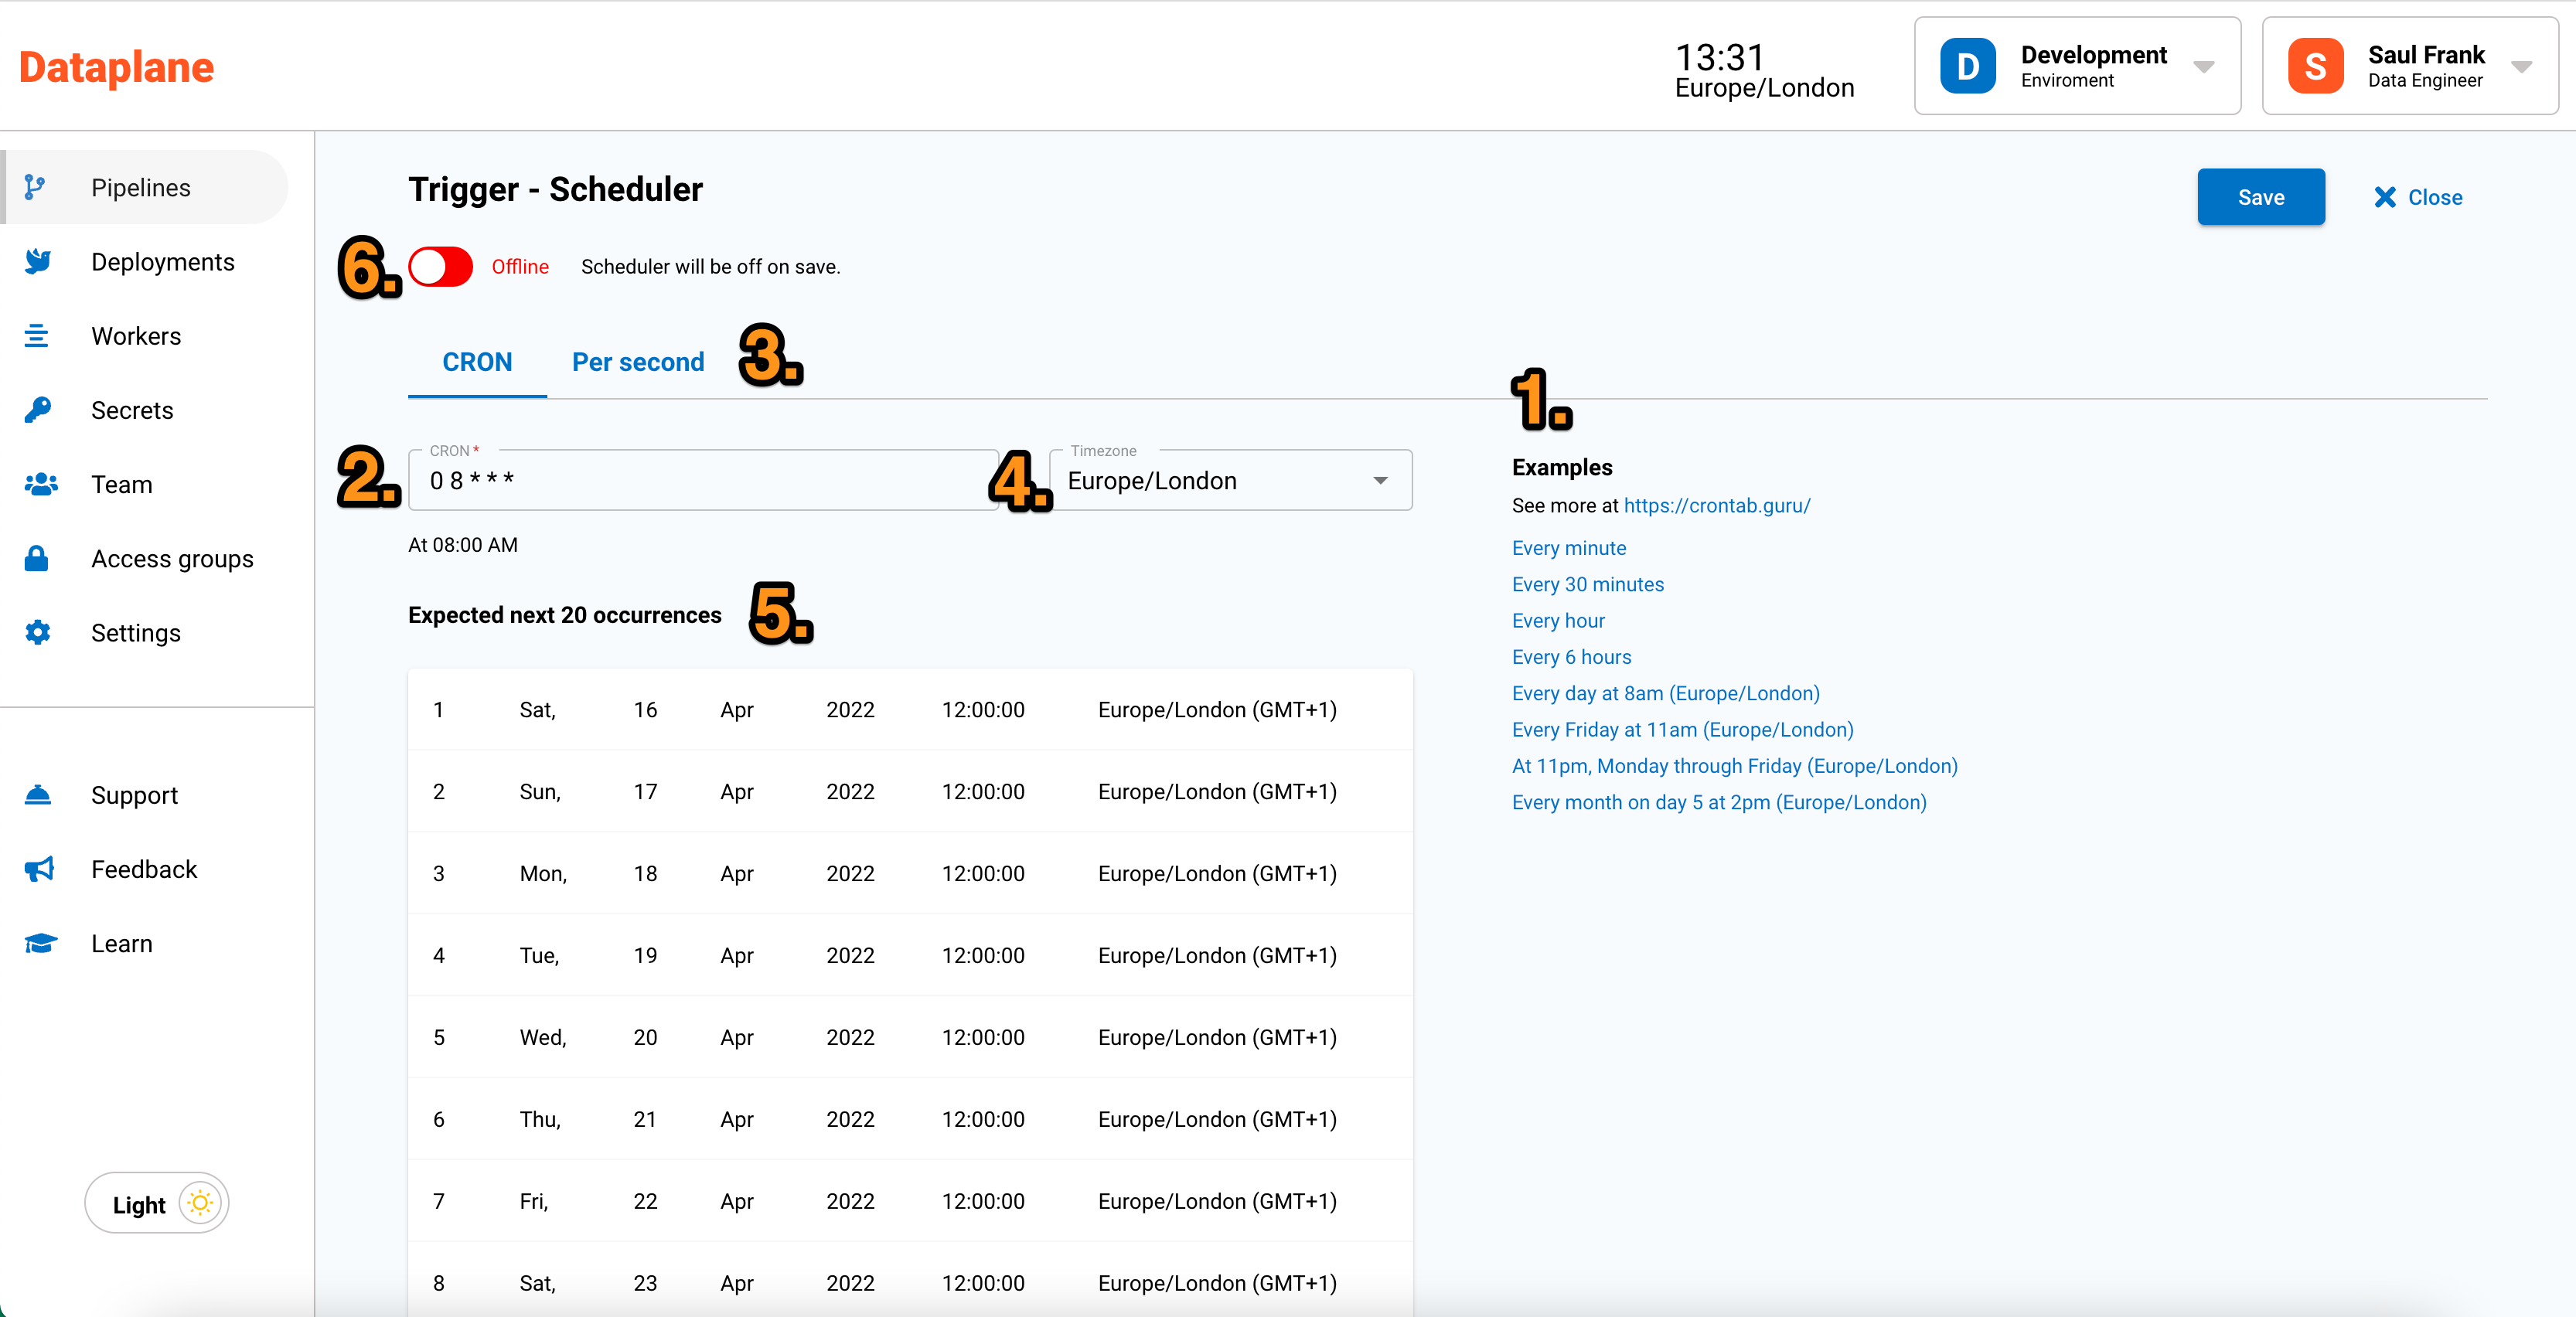 Dataplane
13:31
Europe/London
D
Development
Enviroment
S
Saul Frank
Data Engineer
Pipelines
Deployments
Workers
Secrets
Team
Access groups
Settings
Support
Feedback
Learn
Light
Trigger - Scheduler
Save
Close
6.
Offline
Scheduler will be off on save.
CRON
Per second
3.
1.
2.
CRON *
0 8 * * *
4.
Timezone
Europe/London
At 08:00 AM
Expected next 20 occurrences
5.
1 Sat, 16 Apr 2022 12:00:00 Europe/London (GMT+1)
2 Sun, 17 Apr 2022 12:00:00 Europe/London (GMT+1)
3 Mon, 18 Apr 2022 12:00:00 Europe/London (GMT+1)
4 Tue, 19 Apr 2022 12:00:00 Europe/London (GMT+1)
5 Wed, 20 Apr 2022 12:00:00 Europe/London (GMT+1)
6 Thu, 21 Apr 2022 12:00:00 Europe/London (GMT+1)
7 Fri, 22 Apr 2022 12:00:00 Europe/London (GMT+1)
8 Sat, 23 Apr 2022 12:00:00 Europe/London (GMT+1)
Examples
See more at https://crontab.guru/
Every minute
Every 30 minutes
Every hour
Every 6 hours
Every day at 8am (Europe/London)
Every Friday at 11am (Europe/London)
At 11pm, Monday through Friday (Europe/London)
Every month on day 5 at 2pm (Europe/London)